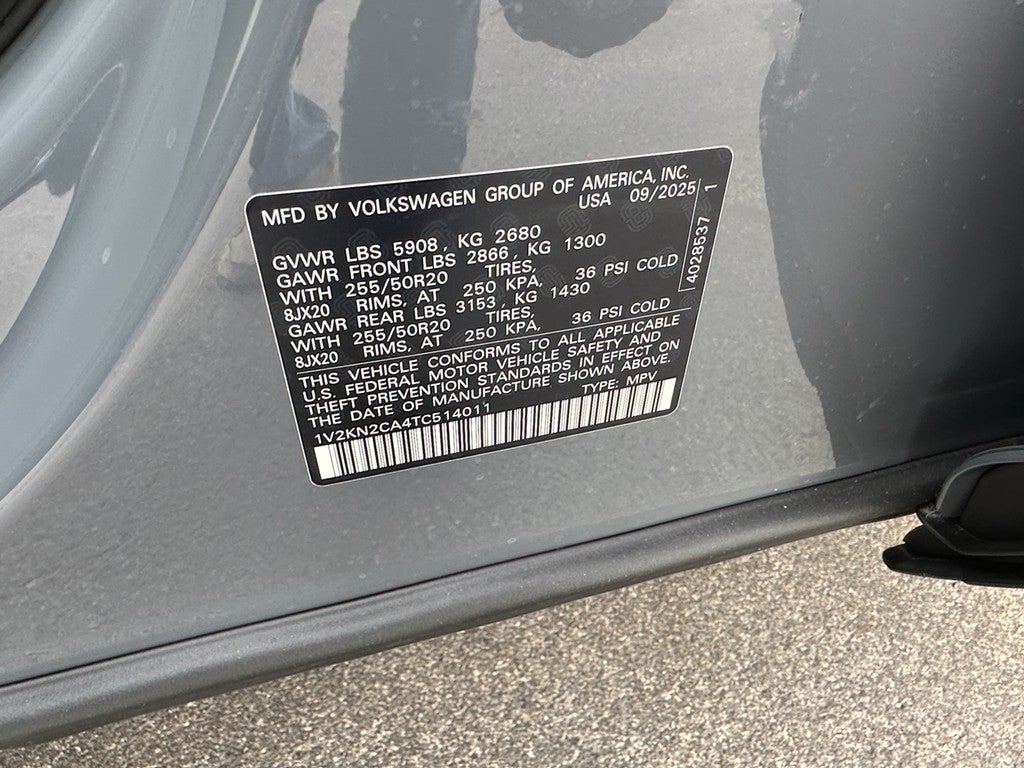 MFD BY VOLKSWAGEN GROUP OF AMERICA, INC.
USA 09/2025
GVWR LBS 5908, KG 2680
GAWR FRONT LBS 2866, KG 1300
WITH 255/50R20 TIRES,
8JX20 RIMS, AT 250 KPA, 36 PSI COLD
GAWR REAR LBS 3153, KG 1430
WITH 255/50R20 TIRES,
8JX20 RIMS, AT 250 KPA, 36 PSI COLD
THIS VEHICLE CONFORMS TO ALL APPLICABLE
U.S. FEDERAL MOTOR VEHICLE SAFETY AND
THEFT PREVENTION STANDARDS IN EFFECT ON
THE DATE OF MANUFACTURE SHOWN ABOVE.
1V2KN2CA4TC514011 TYPE: MPV
4028537 1